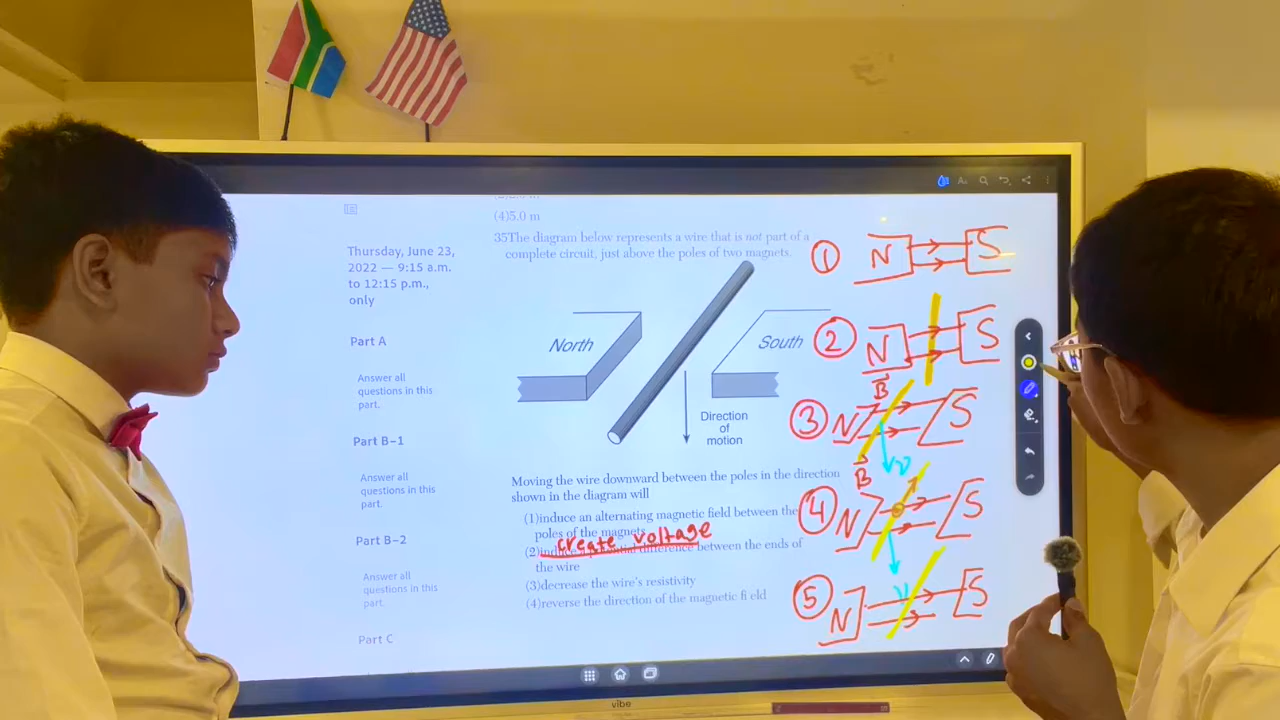 (4)5.0 m
35The diagram below represents a wire that is not part of a
complete circuit, just above the poles of two magnets.
North
South
Direction
of
motion
Moving the wire downward between the poles in the direction
shown in the diagram will
(1)induce an alternating magnetic field between the
poles of the magnets
create voltage
(2)induce a potential difference between the ends of
the wire
(3)decrease the wire's resistivity
(4)reverse the direction of the magnetic fi eld
Thursday, June 23,
2022 — 9:15 a.m.
to 12:15 p.m.,
only
Part A
Answer all
questions in this
part.
Part B–1
Answer all
questions in this
part.
Part B–2
Answer all
questions in this
part.
Part C
1 N S
2 N S
B
3 N S
v
B
4 N S
v
5 N S
vibe